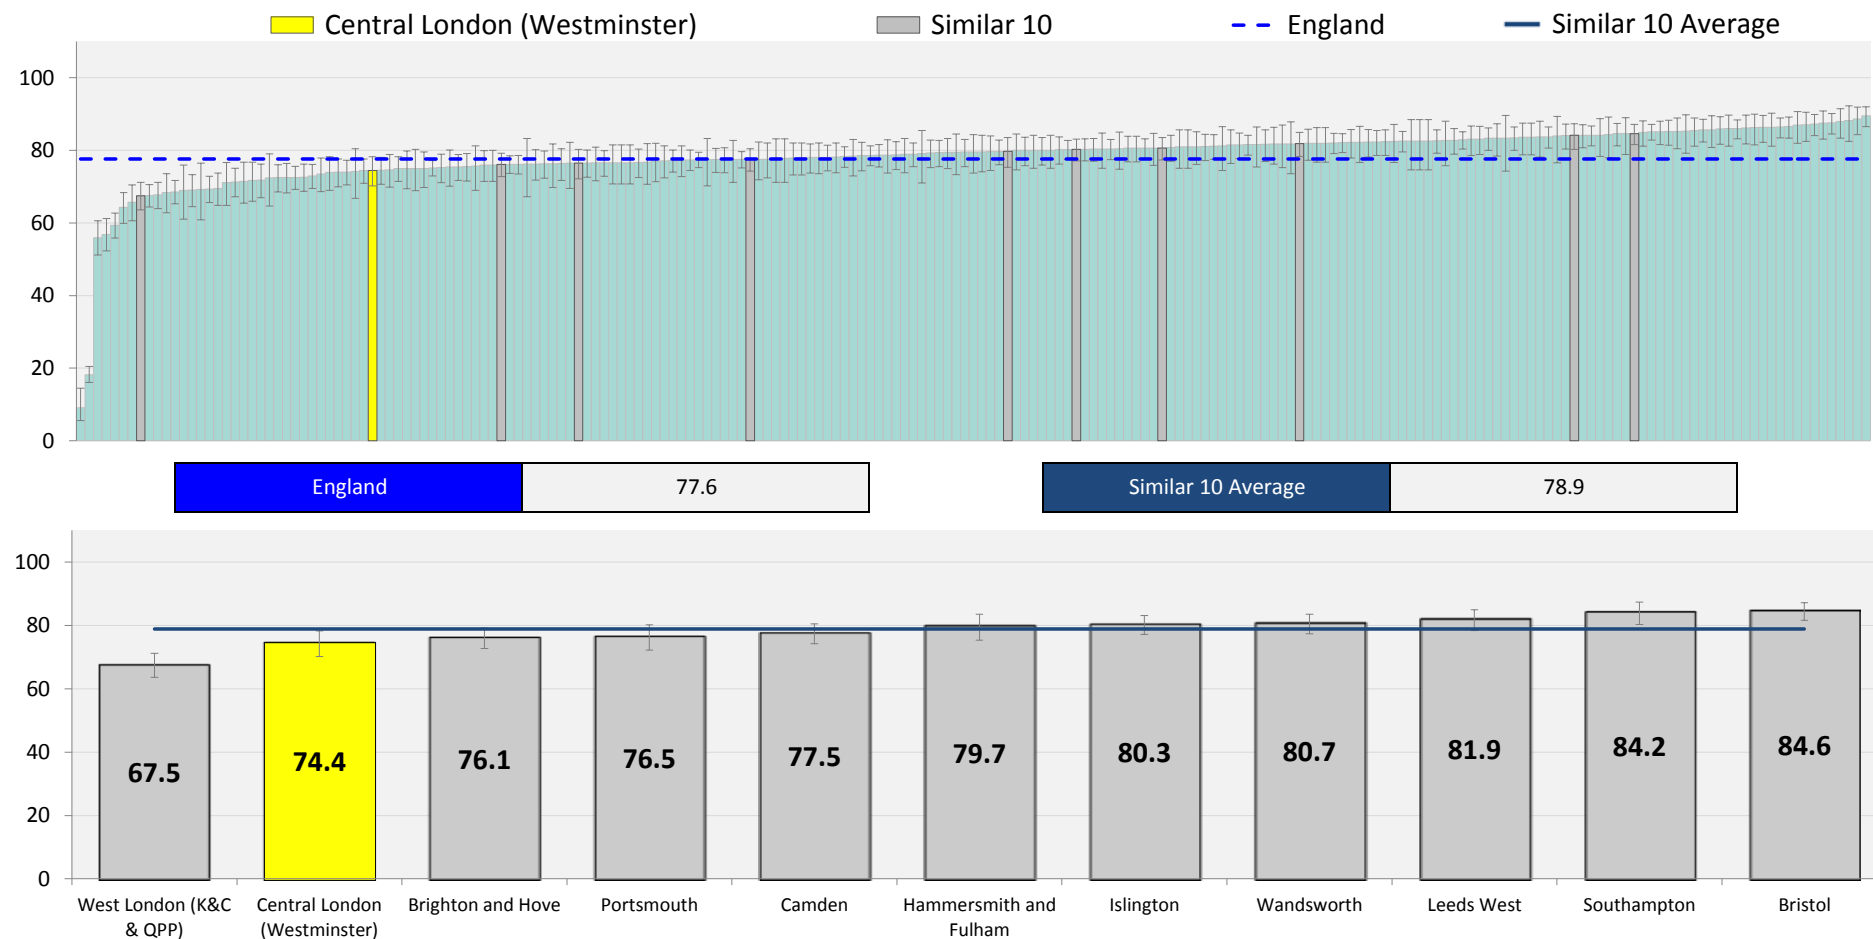 Central London (Westminster) Similar 10 England Similar 10 Average
100
80
60
40
20
0
England 77.6 Similar 10 Average 78.9
100
80
60
40
20
0
67.5 74.4 76.1 76.5 77.5 79.7 80.3 80.7 81.9 84.2 84.6
West London (K&C
& QPP)
Central London
(Westminster)
Brighton and Hove
Portsmouth
Camden
Hammersmith and
Fulham
Islington
Wandsworth
Leeds West
Southampton
Bristol